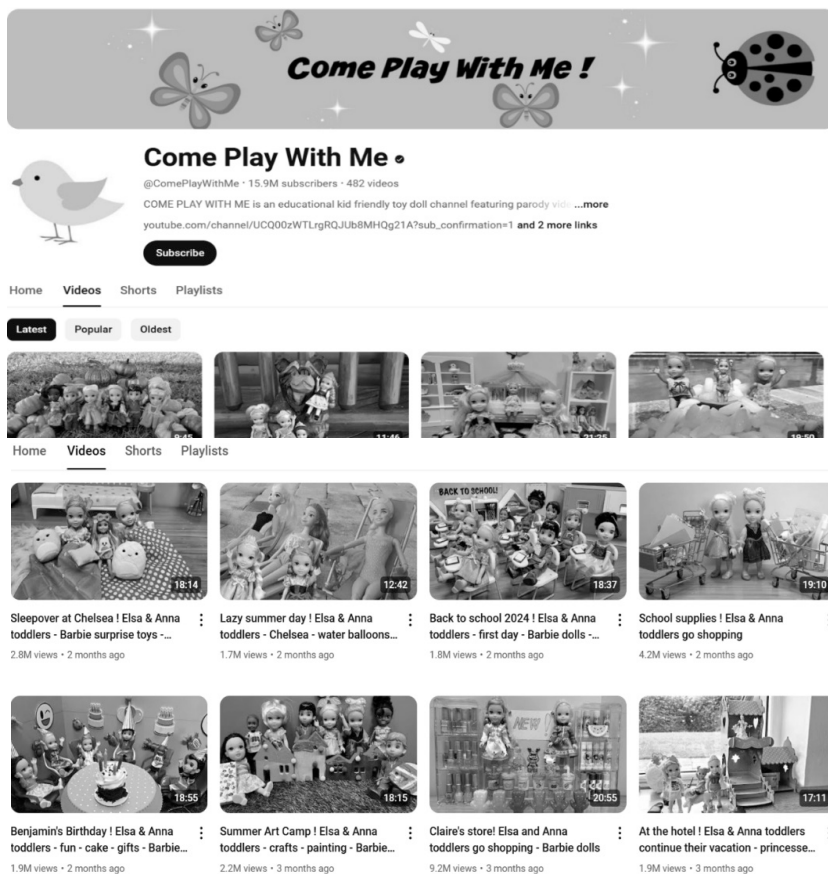 Come Play With Me !
Come Play With Me
@ComePlayWithMe • 15.9M subscribers • 482 videos
COME PLAY WITH ME is an educational kid friendly toy doll channel featuring parody vide ...more
youtube.com/channel/UCQ00zWTLrgRQJUb8MHQg21A?sub_confirmation=1 and 2 more links
Subscribe
Home Videos Shorts Playlists
Latest Popular Oldest
9:45 11:46 21:25 19:50
Home Videos Shorts Playlists
BACK TO SCHOOL!
18:14 12:42 18:37 19:10
Sleepover at Chelsea ! Elsa & Anna Lazy summer day ! Elsa & Anna Back to school 2024 ! Elsa & Anna School supplies ! Elsa & Anna
toddlers - Barbie surprise toys -... toddlers - Chelsea - water balloons... toddlers - first day - Barbie dolls -... toddlers go shopping
2.8M views • 2 months ago 1.7M views • 2 months ago 1.8M views • 2 months ago 4.2M views • 2 months ago
NEW!
18:55 18:15 20:55 17:11
Benjamin's Birthday ! Elsa & Anna Summer Art Camp ! Elsa & Anna Claire's store! Elsa and Anna At the hotel ! Elsa & Anna toddlers
toddlers - fun - cake - gifts - Barbie... toddlers - crafts - painting - Barbie... toddlers go shopping - Barbie dolls continue their vacation - princesse...
1.9M views • 2 months ago 2.2M views • 3 months ago 9.2M views • 3 months ago 1.9M views • 3 months ago